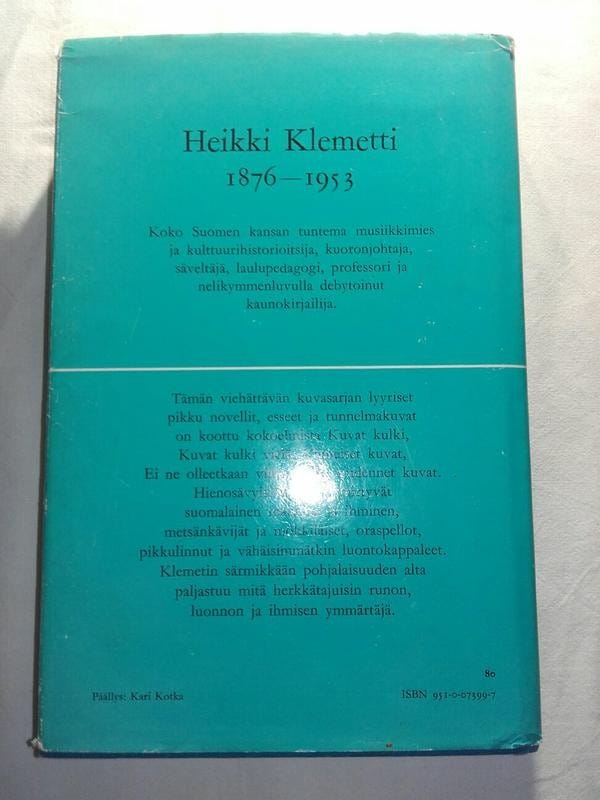 Heikki Klemetti
1876—1953
Koko Suomen kansan tuntema musiikkimies
ja kulttuurihistorioitsija, kuoronjohtaja,
säveltäjä, laulupedagogi, professori ja
nelikymmenluvulla debytoinut
kaunokirjailija.
Tämän viehättävän kuvasarjan lyyriset
pikku novellit, esseet ja tunnelmakuvat
on koottu kokoelmista Kuvat kulki,
Kuvat kulki kuvat,
Ei ne olleetkaan kuvat.
suomalainen ihminen,
metsänkävijät ja mökkiläiset, oraspellot,
pikkulinnut ja vähäisimmätkin luontokappaleet.
Klemetin särmikkään pohjalaisuuden alta
paljastuu mitä herkkätajuisin runon,
luonnon ja ihmisen ymmärtäjä.
80
Päällys: Kari Kotka
ISBN 951-0-07399-7